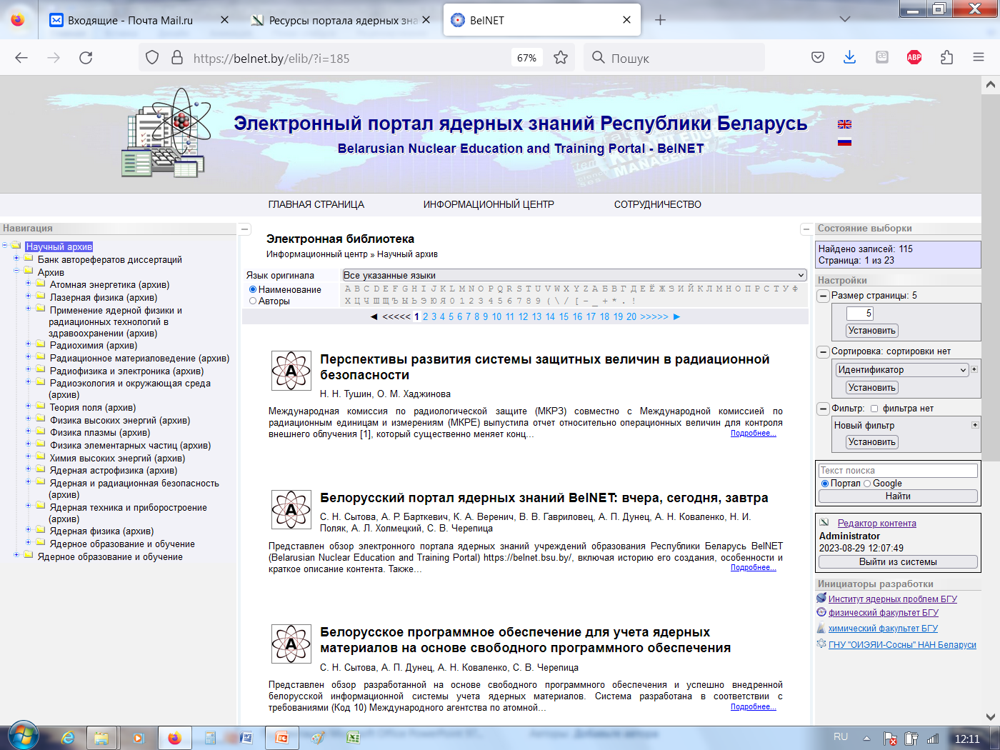 Входящие - Почта Mail.ru
Ресурсы портала ядерных зна
BelNET
https://belnet.by/elib/?i=185
67%
Пошук
ABP
Электронный портал ядерных знаний Республики Беларусь
Belarusian Nuclear Education and Training Portal - BelNET
ГЛАВНАЯ СТРАНИЦА
ИНФОРМАЦИОННЫЙ ЦЕНТР
СОТРУДНИЧЕСТВО
Навигация
Научный архив
Банк авторефератов диссертаций
Архив
Атомная энергетика (архив)
Лазерная физика (архив)
Применение ядерной физики и
радиационных технологий в
здравоохранении (архив)
Радиохимия (архив)
Радиационное материаловедение (архив)
Радиофизика и электроника (архив)
Радиоэкология и окружающая среда
(архив)
Теория поля (архив)
Физика высоких энергий (архив)
Физика плазмы (архив)
Физика элементарных частиц (архив)
Химия высоких энергий (архив)
Ядерная астрофизика (архив)
Ядерная и радиационная безопасность
(архив)
Ядерная техника и приборостроение
(архив)
Ядерная физика (архив)
Ядерное образование и обучение
Ядерное образование и обучение
Электронная библиотека
Информационный центр » Научный архив
Язык оригинала
Все указанные языки
Наименование
Авторы
A B C D E F G H I J K L M N O P Q R S T U V W X Y Z А Б В Г Д Е Ё Ж З И Й К Л М Н О П Р С Т У Ф
Х Ц Ч Ш Щ Ъ Ы Ь Э Ю Я 0 1 2 3 4 5 6 7 8 9 ( \ / [ – _ + * . !
◄ <<<<< 1 2 3 4 5 6 7 8 9 10 11 12 13 14 15 16 17 18 19 20 >>>>> ►
Перспективы развития системы защитных величин в радиационной
безопасности
Н. Н. Тушин, О. М. Хаджинова
Международная комиссия по радиологической защите (МКРЗ) совместно с Международной комиссией по
радиационным единицам и измерениям (МКРЕ) выпустила отчет относительно операционных величин для контроля
внешнего облучения [1], который существенно меняет конц...
Подробнее...
Белорусский портал ядерных знаний BelNET: вчера, сегодня, завтра
С. Н. Сытова, А. Р. Барткевич, К. А. Веренич, В. В. Гавриловец, А. П. Дунец, А. Н. Коваленко, Н. И.
Поляк, А. Л. Холмецкий, С. В. Черепица
Представлен обзор электронного портала ядерных знаний учреждений образования Республики Беларусь BelNET
(Belarusian Nuclear Education and Training Portal) https://belnet.bsu.by/, включая историю его создания, особенности и
краткое описание контента. Также...
Подробнее...
Белорусское программное обеспечение для учета ядерных
материалов на основе свободного программного обеспечения
С. Н. Сытова, А. П. Дунец, А. Н. Коваленко, С. В. Черепица
Представлен обзор разработанной на основе свободного программного обеспечения и успешно внедренной
белорусской информационной системы учета ядерных материалов. Система разработана в соответствии с
требованиями (Код 10) Международного агентства по атомной...
Подробнее...
Состояние выборки
Найдено записей: 115
Страница: 1 из 23
Настройки
Размер страницы: 5
5
Установить
Сортировка: сортировки нет
Идентификатор
Установить
Фильтр: фильтра нет
Новый фильтр
Установить
Текст поиска
Портал Google
Найти
Редактор контента
Administrator
2023-08-29 12:07:49
Выйти из системы
Инициаторы разработки
Институт ядерных проблем БГУ
физический факультет БГУ
химический факультет БГУ
ГНУ "ОИЭЯИ-Сосны" НАН Беларуси
RU
12:11